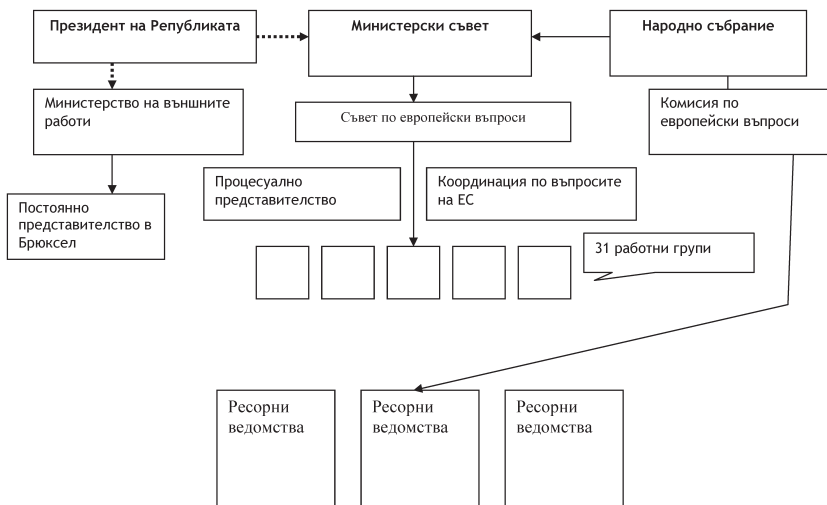 Президент на Републиката
Министерски съвет
Народно събрание
Министерство на външните
работи
Съвет по европейски въпроси
Комисия по
европейски въпроси
Процесуално
представителство
Координация по въпросите
на ЕС
Постоянно
представителство в
Брюксел
31 работни групи
Ресорни
ведомства
Ресорни
ведомства
Ресорни
ведомства